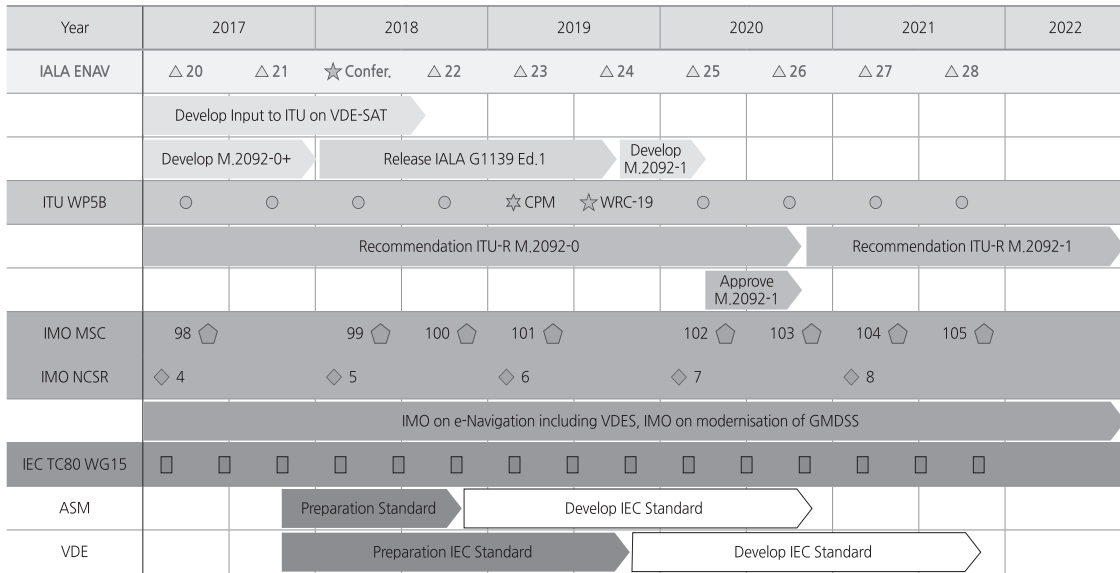 Year 2017 2018 2019 2020 2021 2022
IALA ENAV 20 21 Confer. 22 23 24 25 26 27 28
Develop Input to ITU on VDE-SAT
Develop M.2092-0+ Release IALA G1139 Ed.1 Develop
M.2092-1
ITU WP5B CPM WRC-19
Recommendation ITU-R M.2092-0 Recommendation ITU-R M.2092-1
Approve
M.2092-1
IMO MSC 98 99 100 101 102 103 104 105
IMO NCSR 4 5 6 7 8
IMO on e-Navigation including VDES, IMO on modernisation of GMDSS
IEC TC80 WG15
ASM Preparation Standard Develop IEC Standard
VDE Preparation IEC Standard Develop IEC Standard